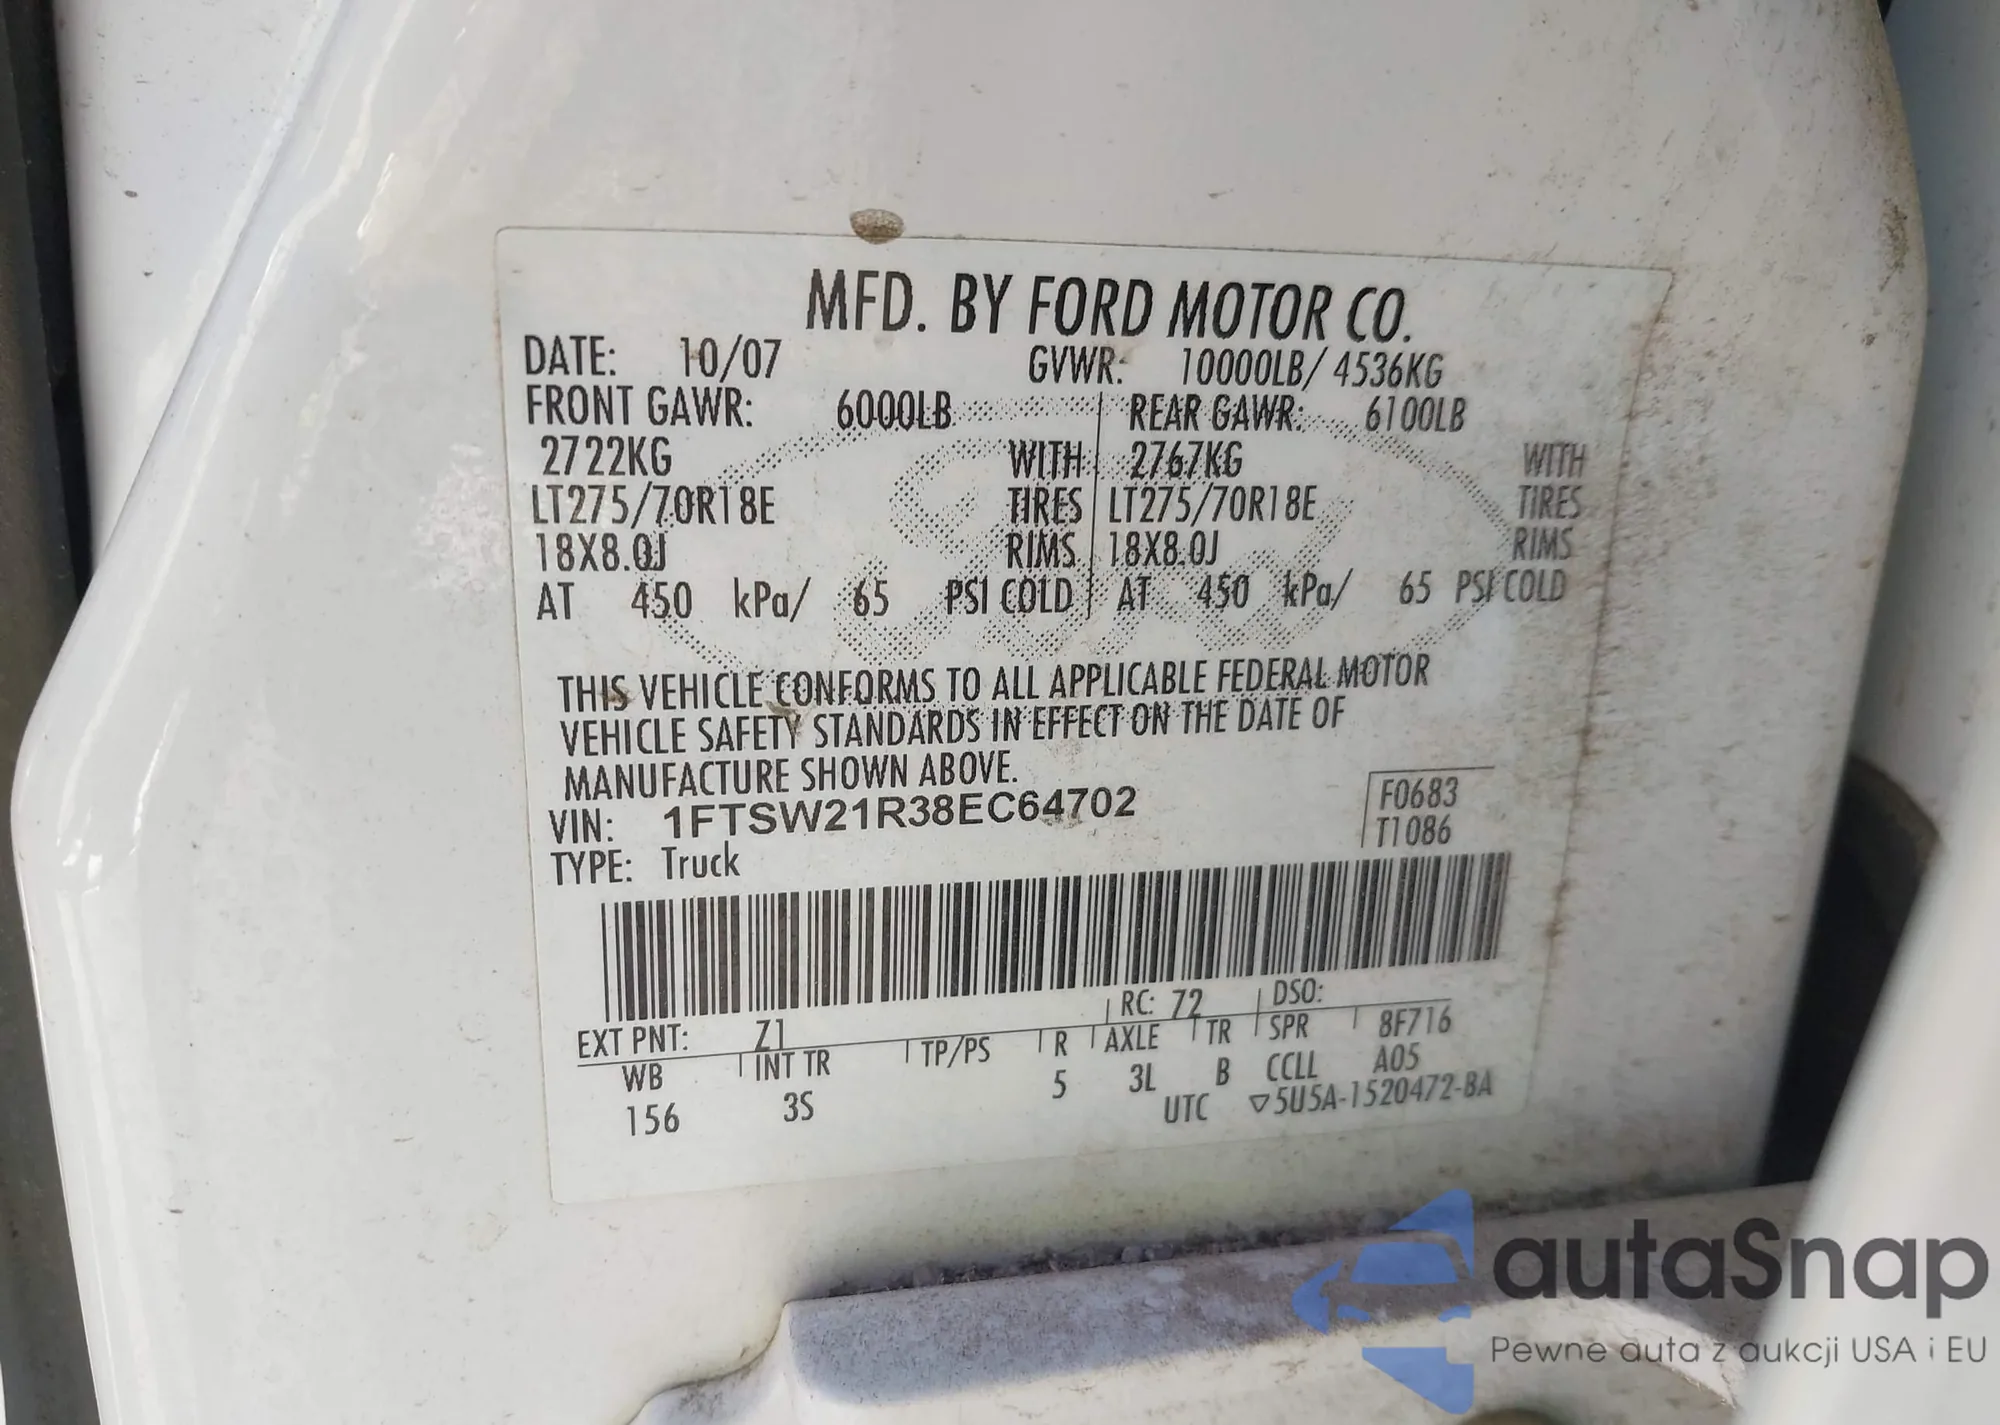 MFD. BY FORD MOTOR CO.
DATE: 10/07 GVWR: 10000LB/ 4536KG
FRONT GAWR: 6000LB REAR GAWR: 6100LB
2722KG WITH 2767KG WITH
LT275/70R18E TIRES LT275/70R18E TIRES
18X8.0J RIMS 18X8.0J RIMS
AT 450 kPa/ 65 PSI COLD AT 450 kPa/ 65 PSI COLD
THIS VEHICLE CONFORMS TO ALL APPLICABLE FEDERAL MOTOR
VEHICLE SAFETY STANDARDS IN EFFECT ON THE DATE OF
MANUFACTURE SHOWN ABOVE.
VIN: 1FTSW21R38EC64702 F0683
TYPE: Truck T1086
EXT PNT: Z1 RC: 72 DSO:
WB INT TR TP/PS R AXLE TR SPR 8F716
156 3S 5 3L B CCLL A05
UTC ▽5U5A-1520472-BA
autaSnap
Pewne auta z aukcji USA i EU